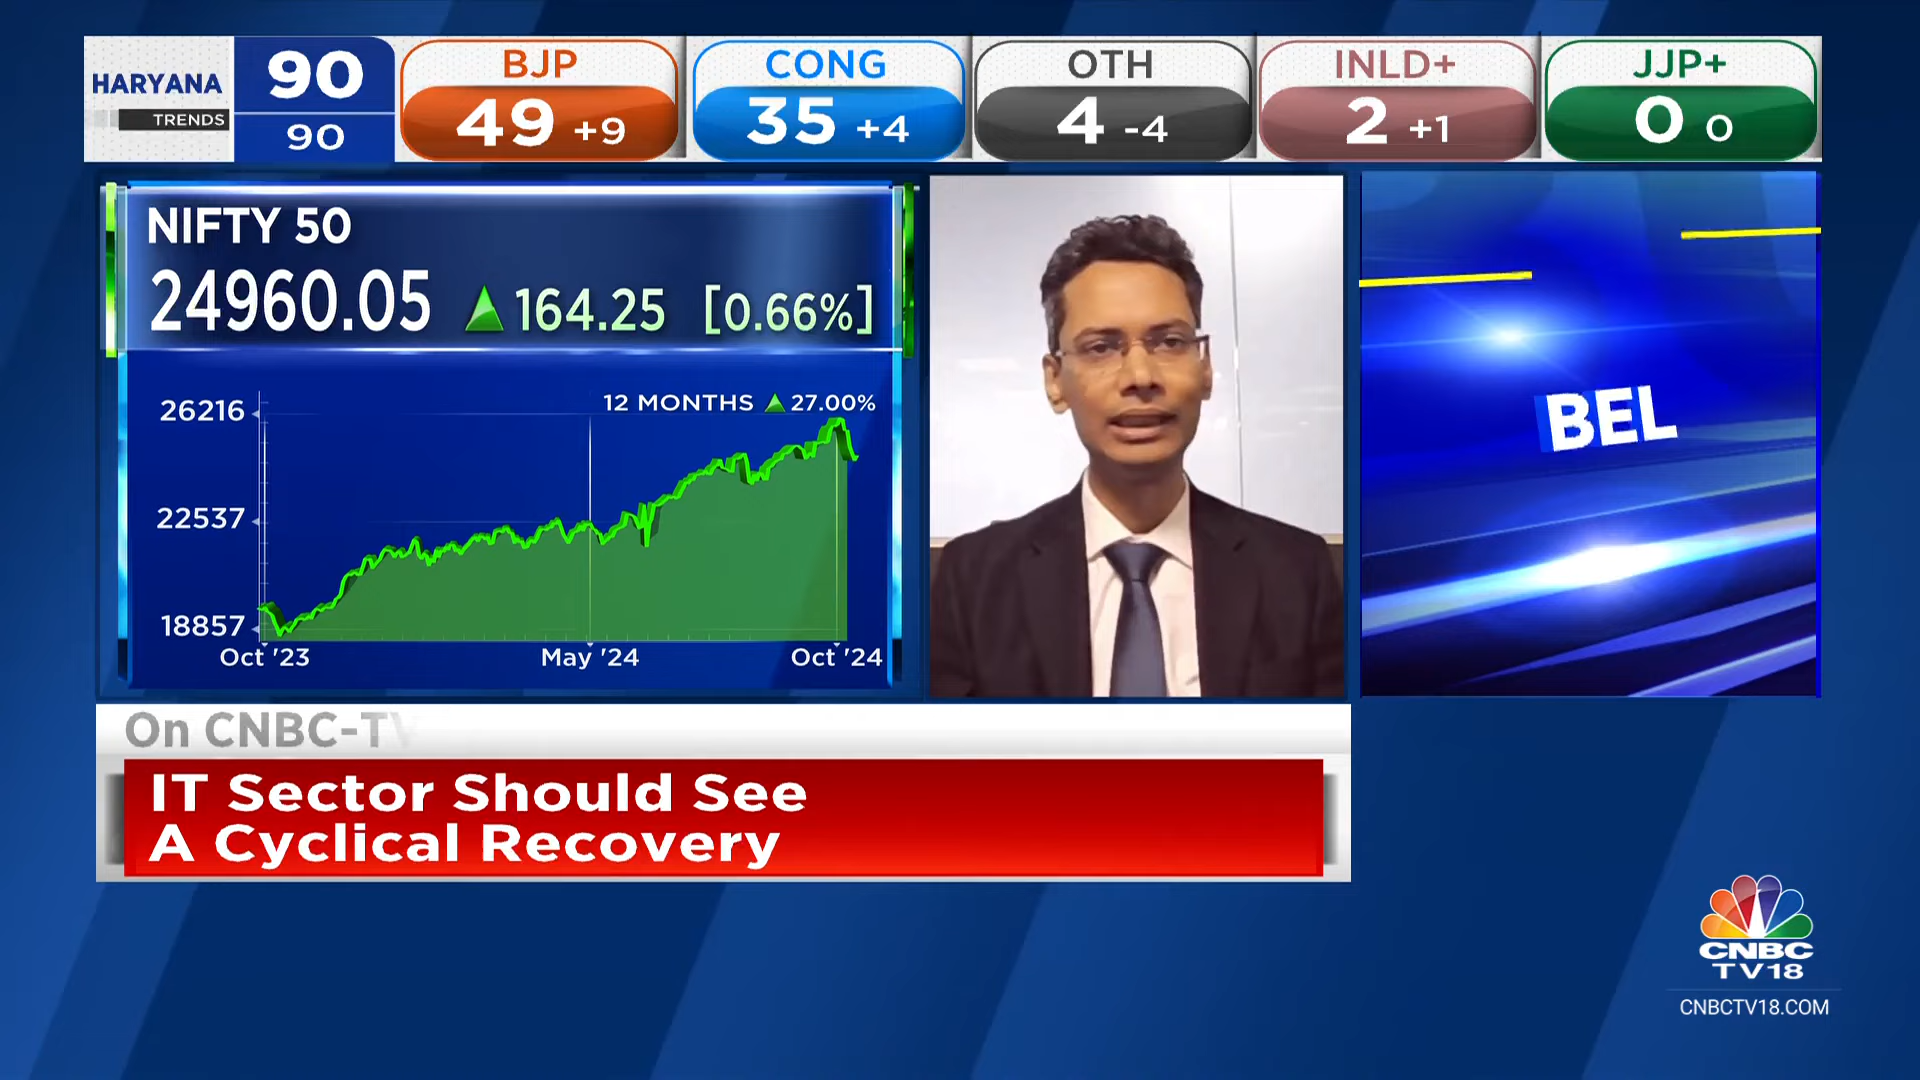 HARYANA
TRENDS
90
90
BJP
49 +9
CONG
35 +4
OTH
4 -4
INLD+
2 +1
JJP+
0 0
NIFTY 50
24960.05 ▲ 164.25 [0.66%]
12 MONTHS ▲ 27.00%
26216
22537
18857
Oct '23 May '24 Oct '24
BEL
On CNBC-TV
IT Sector Should See
A Cyclical Recovery
CNBC
TV18
CNBCTV18.COM